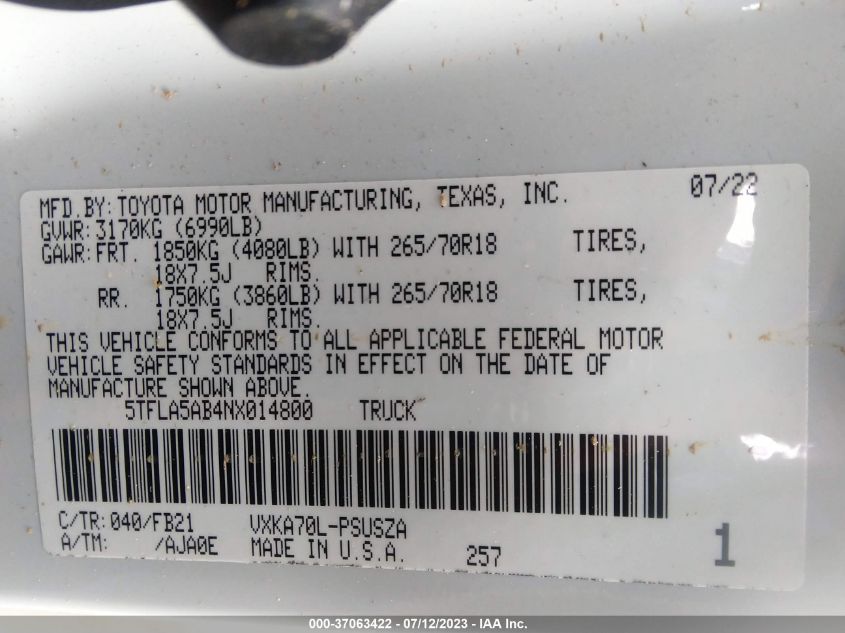 MFD.BY:TOYOTA MOTOR MANUFACTURING, TEXAS, INC. 07/22
GVWR:3170KG (6990LB)
GAWR:FRT. 1850KG (4080LB) WITH 265/70R18 TIRES,
18X7.5J RIMS.
RR. 1750KG (3860LB) WITH 265/70R18 TIRES,
18X7.5J RIMS.
THIS VEHICLE CONFORMS TO ALL APPLICABLE FEDERAL MOTOR
VEHICLE SAFETY STANDARDS IN EFFECT ON THE DATE OF
MANUFACTURE SHOWN ABOVE.
5TFLA5AB4NX014800 TRUCK
C/TR:040/FB21 VXKA70L-PSUSZA
A/TM: /AJA0E MADE IN U.S.A. 257 1
000-37063422 - 07/12/2023 - IAA Inc.